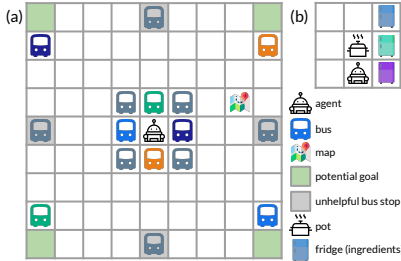 (a)
(b)
agent
bus
map
potential goal
unhelpful bus stop
pot
fridge (ingredients